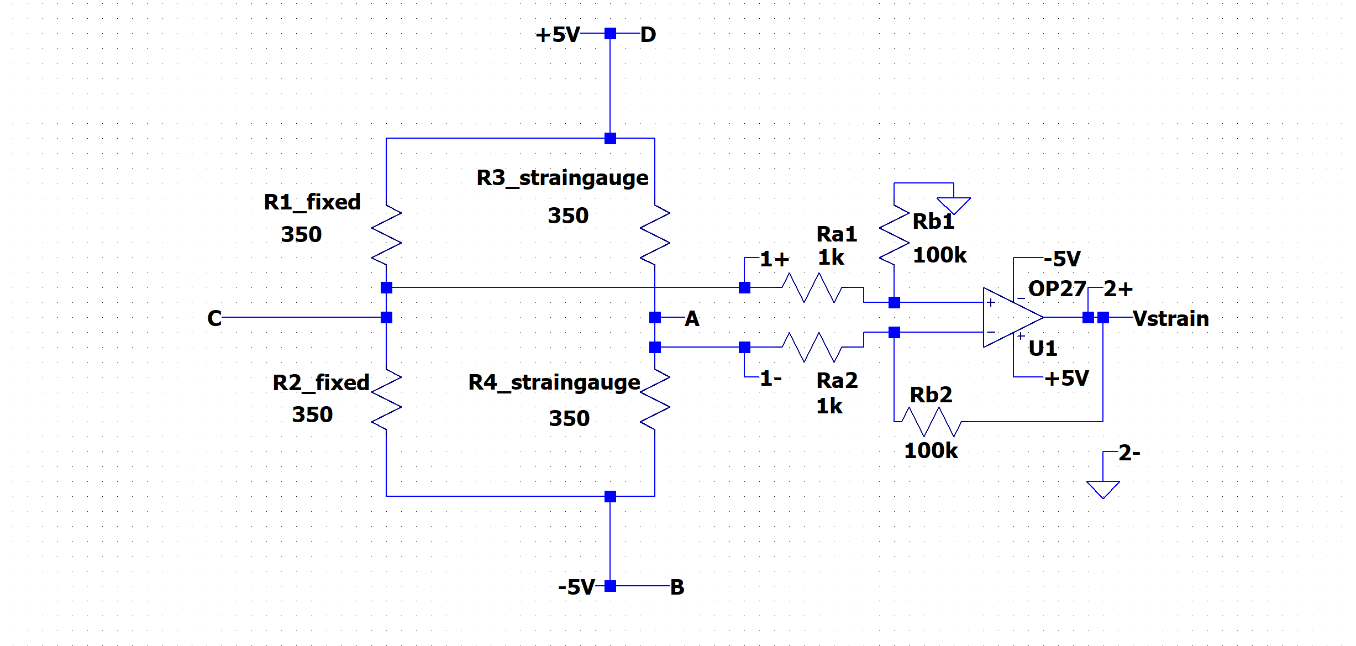 +5V D
R3_straingauge
350
R1_fixed
350
Ra1
1k
Rb1
100k
1+
-5V
OP27
2+
+
-
C
A
Vstrain
-
+
U1
R2_fixed
350
R4_straingauge
350
1-
Ra2
1k
+5V
Rb2
100k
2-
-5V B